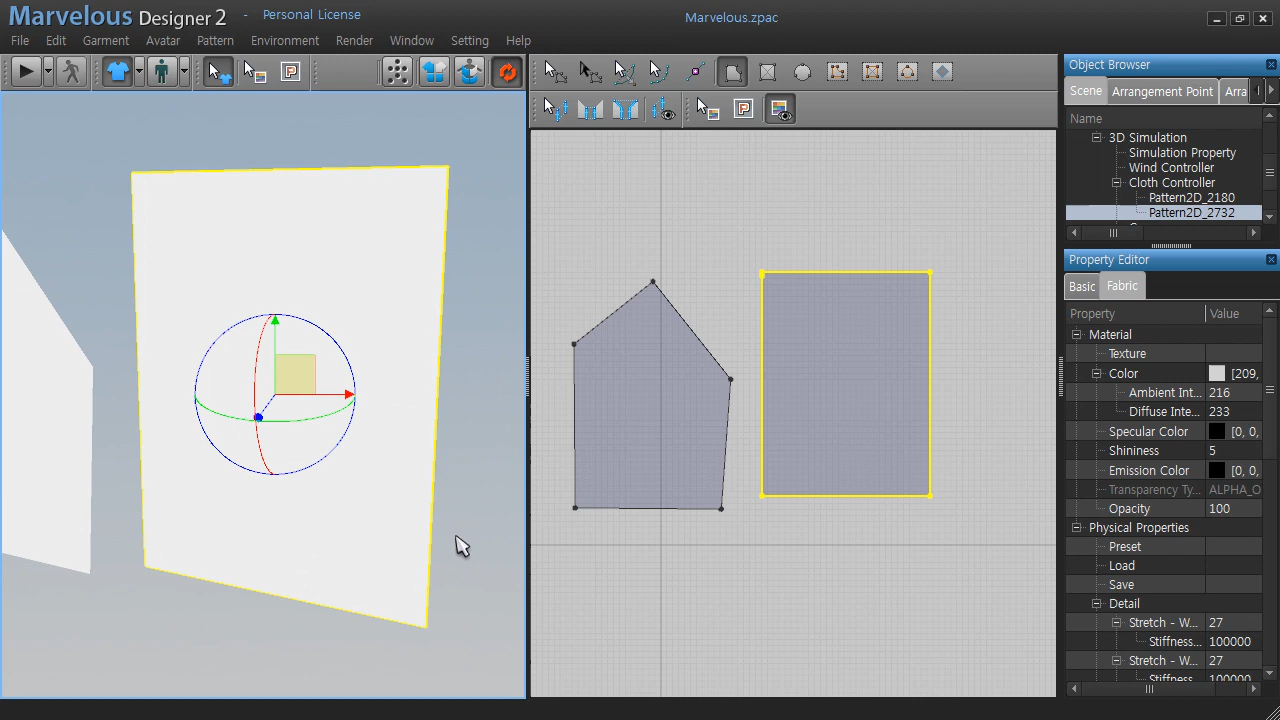 Marvelous Designer 2 - Personal License
Marvelous.zpac
File Edit Garment Avatar Pattern Environment Render Window Setting Help
Object Browser
Scene Arrangement Point Arra
Name
3D Simulation
Simulation Property
Wind Controller
Cloth Controller
Pattern2D_2180
Pattern2D_2732
Property Editor
Basic Fabric
Property Value
Material
Texture
Color [209,
Ambient Int... 216
Diffuse Inte... 233
Specular Color [0, 0,
Shininess 5
Emission Color [0, 0,
Transparency Ty... ALPHA_O
Opacity 100
Physical Properties
Preset
Load
Save
Detail
Stretch - W... 27
Stiffness... 100000
Stretch - W... 27
Stiffness... 100000